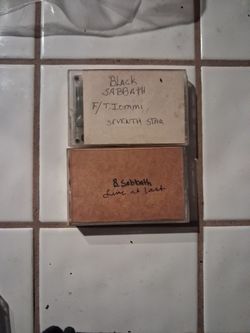 BLACK
SABBATH
F/T. Iommi
SEVENTH STAR
B. Sabbath
Live at Last